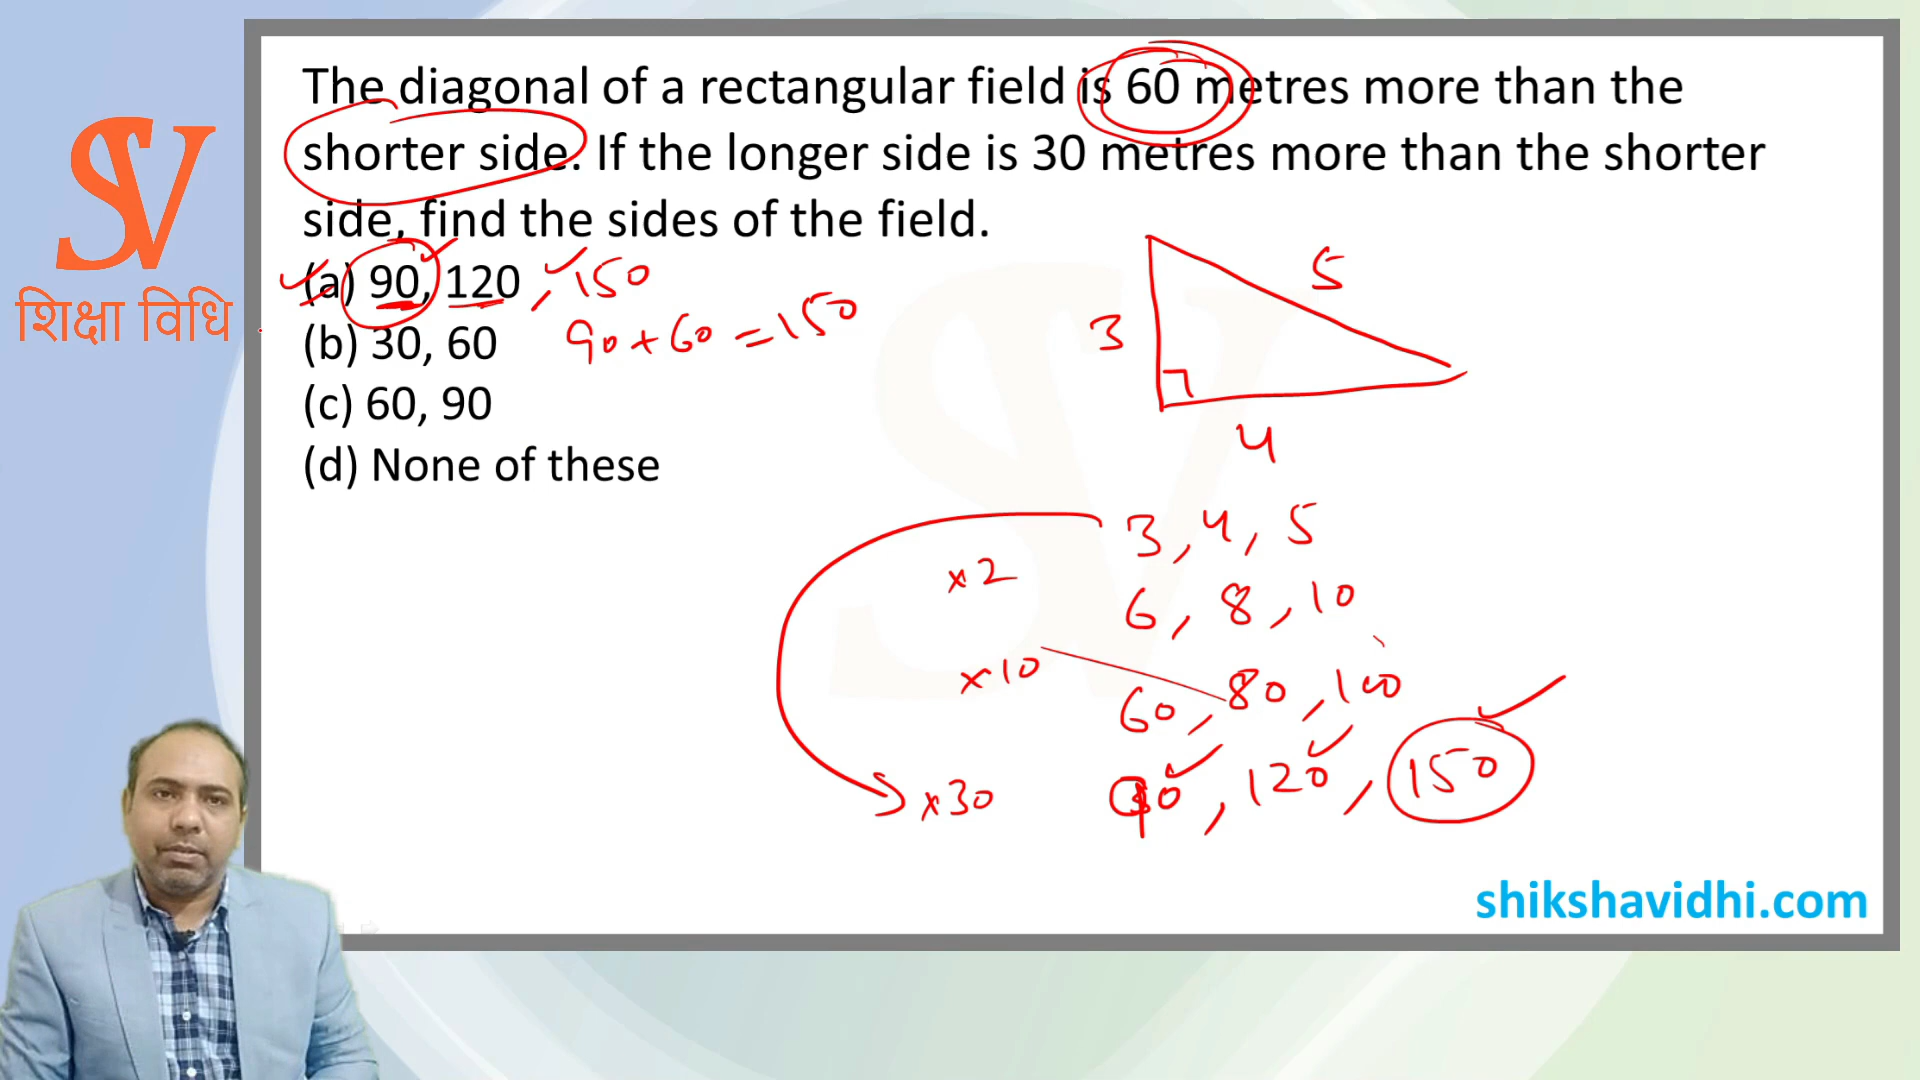 The diagonal of a rectangular field is 60 metres more than the
shorter side. If the longer side is 30 metres more than the shorter
side, find the sides of the field.
(a) 90, 120 , 150
(b) 30, 60 90 + 60 = 150
(c) 60, 90
(d) None of these
SV
शिक्षा विधि
5
3
4
3, 4, 5
×2 6, 8, 10
×10 60, 80, 100
×30 90, 120, 150
shikshavidhi.com